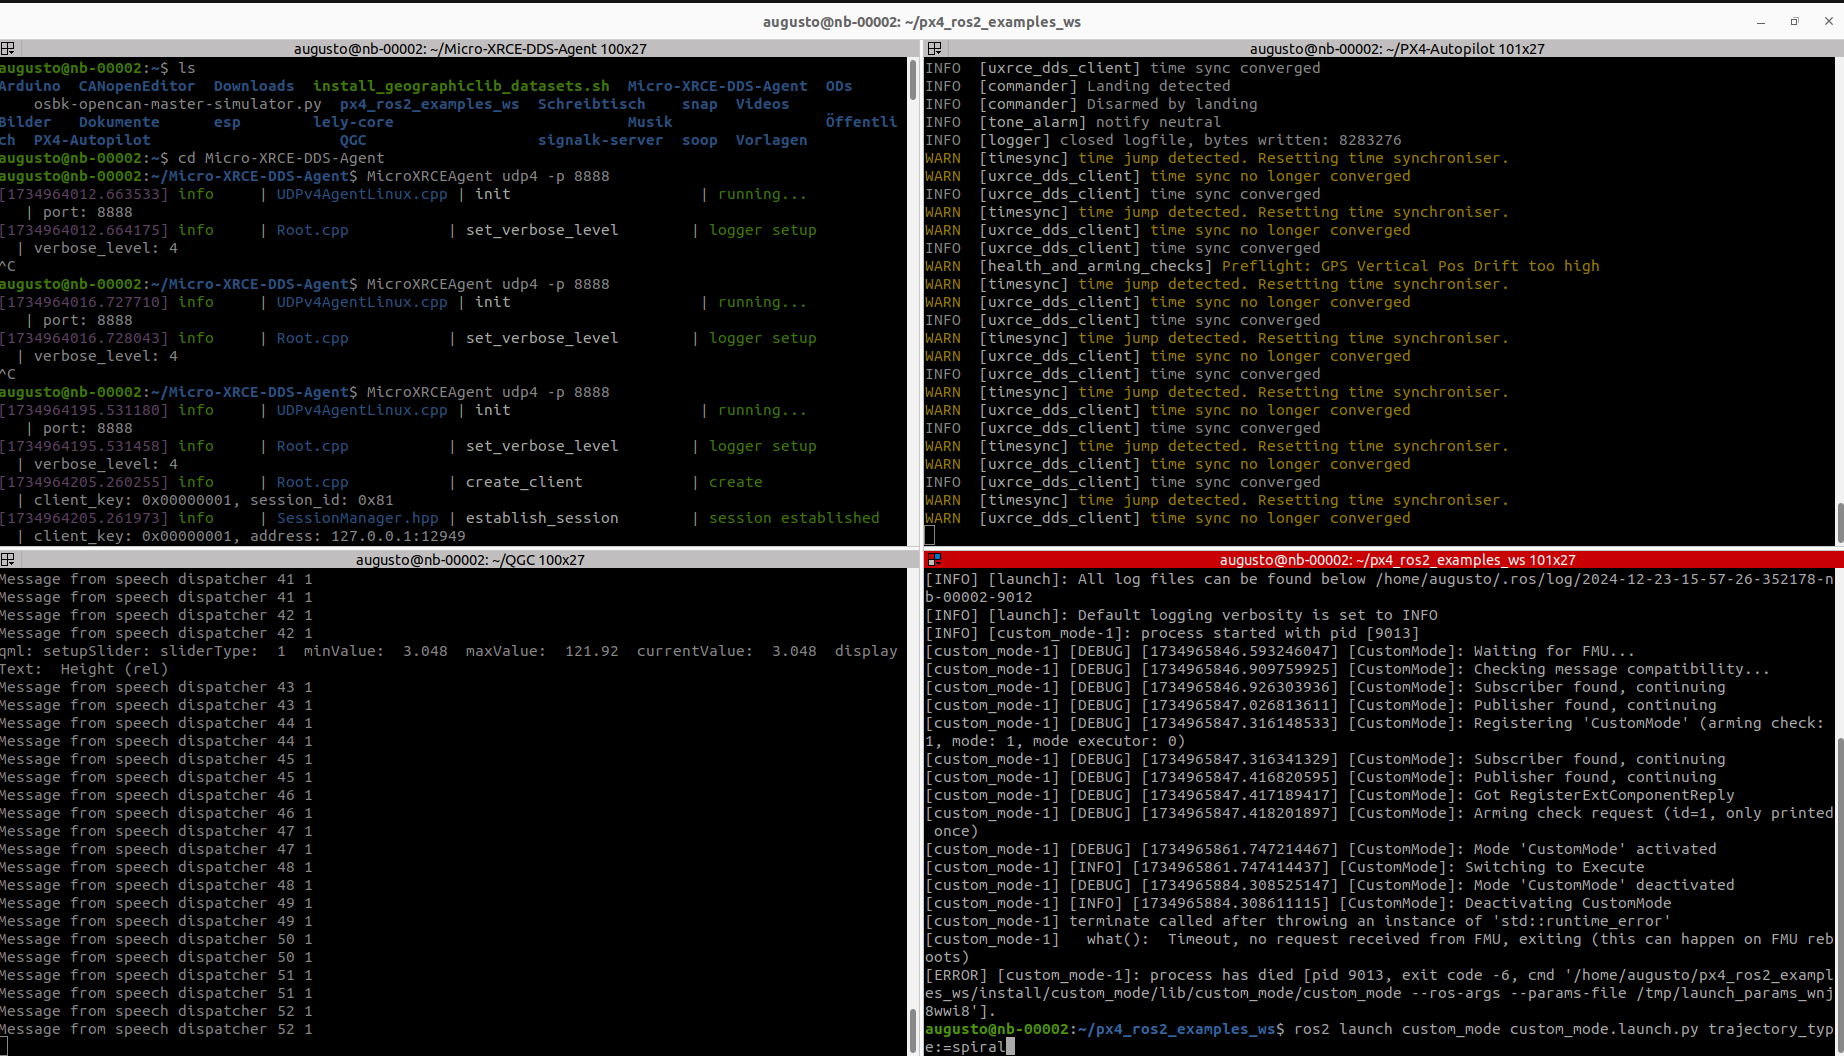 augusto@nb-00002: ~/px4_ros2_examples_ws
augusto@nb-00002: ~/Micro-XRCE-DDS-Agent 100x27
augusto@nb-00002:~$ ls
Arduino  CANopenEditor  Downloads  install_geographiclib_datasets.sh  Micro-XRCE-DDS-Agent  ODs
osbk-opencan-master-simulator.py  px4_ros2_examples_ws  Schreibtisch  snap  Videos
Bilder  Dokumente  esp  lely-core  Musik  Öffentli
ch  PX4-Autopilot  QGC  signalk-server  soop  Vorlagen
augusto@nb-00002:~$ cd Micro-XRCE-DDS-Agent
augusto@nb-00002:~/Micro-XRCE-DDS-Agent$ MicroXRCEAgent udp4 -p 8888
[1734964012.663533] info     | UDPv4AgentLinux.cpp | init                     | running...
| port: 8888
[1734964012.664175] info     | Root.cpp           | set_verbose_level        | logger setup
| verbose_level: 4
^C
augusto@nb-00002:~/Micro-XRCE-DDS-Agent$ MicroXRCEAgent udp4 -p 8888
[1734964016.727710] info     | UDPv4AgentLinux.cpp | init                     | running...
| port: 8888
[1734964016.728043] info     | Root.cpp           | set_verbose_level        | logger setup
| verbose_level: 4
^C
augusto@nb-00002:~/Micro-XRCE-DDS-Agent$ MicroXRCEAgent udp4 -p 8888
[1734964195.531180] info     | UDPv4AgentLinux.cpp | init                     | running...
| port: 8888
[1734964195.531458] info     | Root.cpp           | set_verbose_level        | logger setup
| verbose_level: 4
[1734964205.260255] info     | Root.cpp           | create_client            | create
| client_key: 0x00000001, session_id: 0x81
[1734964205.261973] info     | SessionManager.hpp | establish_session        | session established
| client_key: 0x00000001, address: 127.0.0.1:12949
augusto@nb-00002: ~/PX4-Autopilot 101x27
INFO  [uxrce_dds_client] time sync converged
INFO  [commander] Landing detected
INFO  [commander] Disarmed by landing
INFO  [tone_alarm] notify neutral
INFO  [logger] closed logfile, bytes written: 8283276
WARN  [timesync] time jump detected. Resetting time synchroniser.
WARN  [uxrce_dds_client] time sync no longer converged
INFO  [uxrce_dds_client] time sync converged
WARN  [timesync] time jump detected. Resetting time synchroniser.
WARN  [uxrce_dds_client] time sync no longer converged
INFO  [uxrce_dds_client] time sync converged
WARN  [health_and_arming_checks] Preflight: GPS Vertical Pos Drift too high
WARN  [timesync] time jump detected. Resetting time synchroniser.
WARN  [uxrce_dds_client] time sync no longer converged
INFO  [uxrce_dds_client] time sync converged
WARN  [timesync] time jump detected. Resetting time synchroniser.
WARN  [uxrce_dds_client] time sync no longer converged
INFO  [uxrce_dds_client] time sync converged
WARN  [timesync] time jump detected. Resetting time synchroniser.
WARN  [uxrce_dds_client] time sync no longer converged
INFO  [uxrce_dds_client] time sync converged
WARN  [timesync] time jump detected. Resetting time synchroniser.
WARN  [uxrce_dds_client] time sync no longer converged
INFO  [uxrce_dds_client] time sync converged
WARN  [timesync] time jump detected. Resetting time synchroniser.
WARN  [uxrce_dds_client] time sync no longer converged
augusto@nb-00002: ~/QGC 100x27
Message from speech dispatcher 41 1
Message from speech dispatcher 41 1
Message from speech dispatcher 42 1
Message from speech dispatcher 42 1
qml: setupSlider: sliderType:  1  minValue:  3.048  maxValue:  121.92  currentValue:  3.048  display
Text:  Height (rel)
Message from speech dispatcher 43 1
Message from speech dispatcher 43 1
Message from speech dispatcher 44 1
Message from speech dispatcher 44 1
Message from speech dispatcher 45 1
Message from speech dispatcher 45 1
Message from speech dispatcher 46 1
Message from speech dispatcher 46 1
Message from speech dispatcher 47 1
Message from speech dispatcher 47 1
Message from speech dispatcher 48 1
Message from speech dispatcher 48 1
Message from speech dispatcher 49 1
Message from speech dispatcher 49 1
Message from speech dispatcher 50 1
Message from speech dispatcher 50 1
Message from speech dispatcher 51 1
Message from speech dispatcher 51 1
Message from speech dispatcher 52 1
Message from speech dispatcher 52 1
augusto@nb-00002: ~/px4_ros2_examples_ws 101x27
[INFO] [launch]: All log files can be found below /home/augusto/.ros/log/2024-12-23-15-57-26-352178-n
b-00002-9012
[INFO] [launch]: Default logging verbosity is set to INFO
[INFO] [custom_mode-1]: process started with pid [9013]
[custom_mode-1] [DEBUG] [1734965846.593246047] [CustomMode]: Waiting for FMU...
[custom_mode-1] [DEBUG] [1734965846.909759925] [CustomMode]: Checking message compatibility...
[custom_mode-1] [DEBUG] [1734965846.926303936] [CustomMode]: Subscriber found, continuing
[custom_mode-1] [DEBUG] [1734965847.026813611] [CustomMode]: Publisher found, continuing
[custom_mode-1] [DEBUG] [1734965847.316148533] [CustomMode]: Registering 'CustomMode' (arming check:
1, mode: 1, mode executor: 0)
[custom_mode-1] [DEBUG] [1734965847.316341329] [CustomMode]: Subscriber found, continuing
[custom_mode-1] [DEBUG] [1734965847.416820595] [CustomMode]: Publisher found, continuing
[custom_mode-1] [DEBUG] [1734965847.417189417] [CustomMode]: Got RegisterExtComponentReply
[custom_mode-1] [DEBUG] [1734965847.418201897] [CustomMode]: Arming check request (id=1, only printed
once)
[custom_mode-1] [DEBUG] [1734965861.747214467] [CustomMode]: Mode 'CustomMode' activated
[custom_mode-1] [INFO] [1734965861.747414437] [CustomMode]: Switching to Execute
[custom_mode-1] [DEBUG] [1734965884.308525147] [CustomMode]: Mode 'CustomMode' deactivated
[custom_mode-1] [INFO] [1734965884.308611115] [CustomMode]: Deactivating CustomMode
[custom_mode-1] terminate called after throwing an instance of 'std::runtime_error'
[custom_mode-1]   what():  Timeout, no request received from FMU, exiting (this can happen on FMU reb
oots)
[ERROR] [custom_mode-1]: process has died [pid 9013, exit code -6, cmd '/home/augusto/px4_ros2_exampl
es_ws/install/custom_mode/lib/custom_mode/custom_mode --ros-args --params-file /tmp/launch_params_wnj
8wwi8'].
augusto@nb-00002:~/px4_ros2_examples_ws$ ros2 launch custom_mode custom_mode.launch.py trajectory_typ
e:=spiral